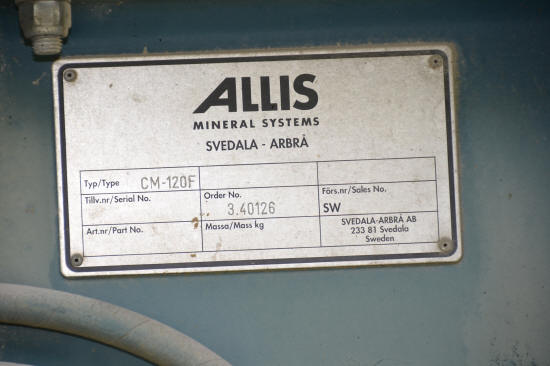 ALLIS
MINERAL SYSTEMS
SVEDALA - ARBRÅ
Typ/Type CM-120F
Tillv.nr/Serial No. Order No. 3.40126 Förs.nr/Sales No. SW
Art.nr/Part No. Massa/Mass kg SVEDALA-ARBRÅ AB
233 81 Svedala
Sweden